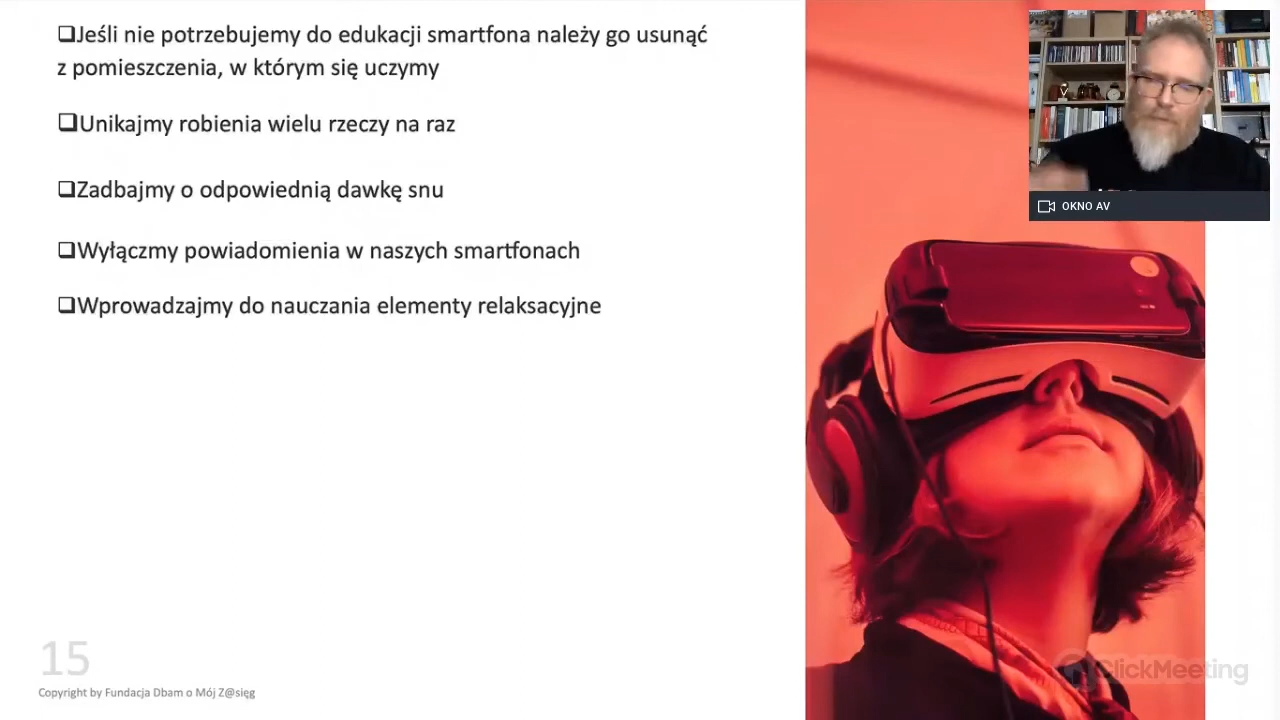 ❑Jeśli nie potrzebujemy do edukacji smartfona należy go usunąć
z pomieszczenia, w którym się uczymy
❑Unikajmy robienia wielu rzeczy na raz
❑Zadbajmy o odpowiednią dawkę snu
❑Wyłączmy powiadomienia w naszych smartfonach
❑Wprowadzajmy do nauczania elementy relaksacyjne
OKNO AV
15
Copyright by Fundacja Dbam o Mój Z@sięg
ClickMeeting